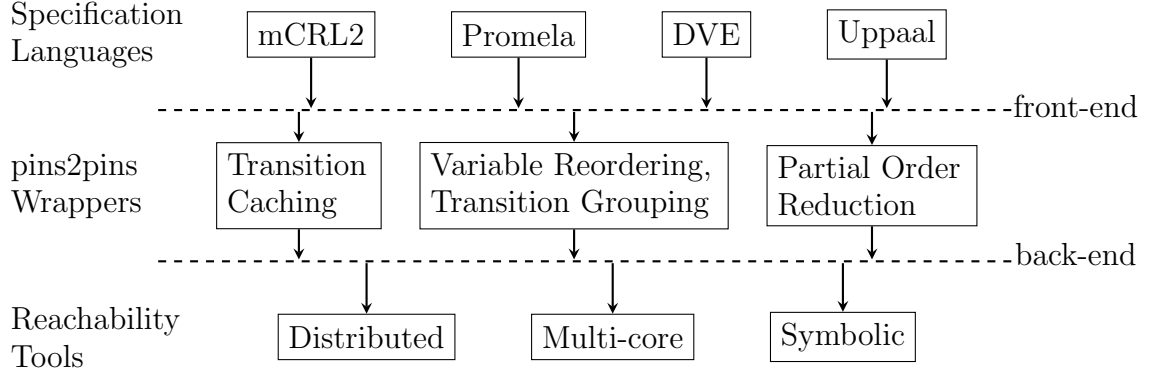 Specification
Languages
mCRL2
Promela
DVE
Uppaal
front-end
pins2pins
Wrappers
Transition
Caching
Variable Reordering,
Transition Grouping
Partial Order
Reduction
back-end
Reachability
Tools
Distributed
Multi-core
Symbolic